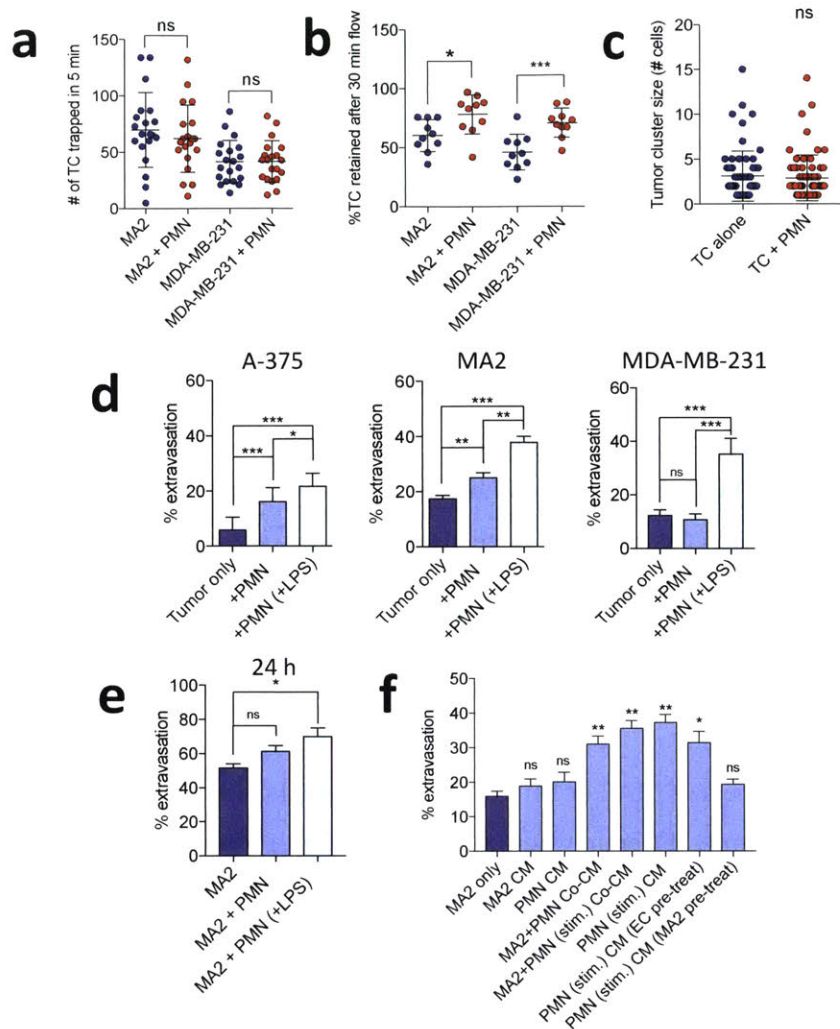 a
# of TC trapped in 5 min
150
100
50
0
ns
ns
MA2
MA2 + PMN
MDA-MB-231
MDA-MB-231 + PMN
b
%TC retained after 30 min flow
150
100
50
0
*
***
MA2
MA2 + PMN
MDA-MB-231
MDA-MB-231 + PMN
c
Tumor cluster size (# cells)
20
15
10
5
0
ns
TC alone
TC + PMN
d
A-375
% extravasation
60
40
20
0
***
***
*
Tumor only
+PMN
+PMN (+LPS)
MA2
% extravasation
60
40
20
0
***
**
**
Tumor only
+PMN
+PMN (+LPS)
MDA-MB-231
% extravasation
60
40
20
0
***
***
ns
Tumor only
+PMN
+PMN (+LPS)
e
24 h
% extravasation
100
80
60
40
20
0
*
ns
MA2
MA2 + PMN
MA2 + PMN (+LPS)
f
% extravasation
50
40
30
20
10
0
ns
ns
**
**
**
*
ns
MA2 only
MA2 CM
PMN CM
MA2+PMN Co-CM
MA2+PMN (stim.) Co-CM
PMN (stim.) CM
PMN (stim.) CM (EC pre-treat)
PMN (stim.) CM (MA2 pre-treat)